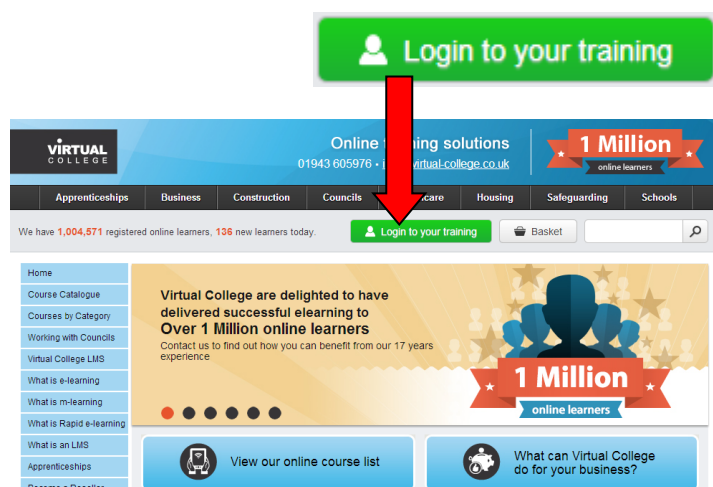 Login to your training
VIRTUAL
COLLEGE
Online solutions
01943 605976 • virtual-college.co.uk
1 Million
online learners
Apprenticeships Business Construction Councils Housing Safeguarding Schools
We have 1,004,571 registered online learners, 136 new learners today.
Login to your training
Basket
Home
Course Catalogue
Courses by Category
Working with Councils
Virtual College LMS
What is e-learning
What is m-learning
What is Rapid e-learning
What is an LMS
Apprenticeships
Virtual College are delighted to have
delivered successful elearning to
Over 1 Million online learners
Contact us to find out how you can benefit from our 17 years
experience
1 Million
online learners
View our online course list
What can Virtual College
do for your business?